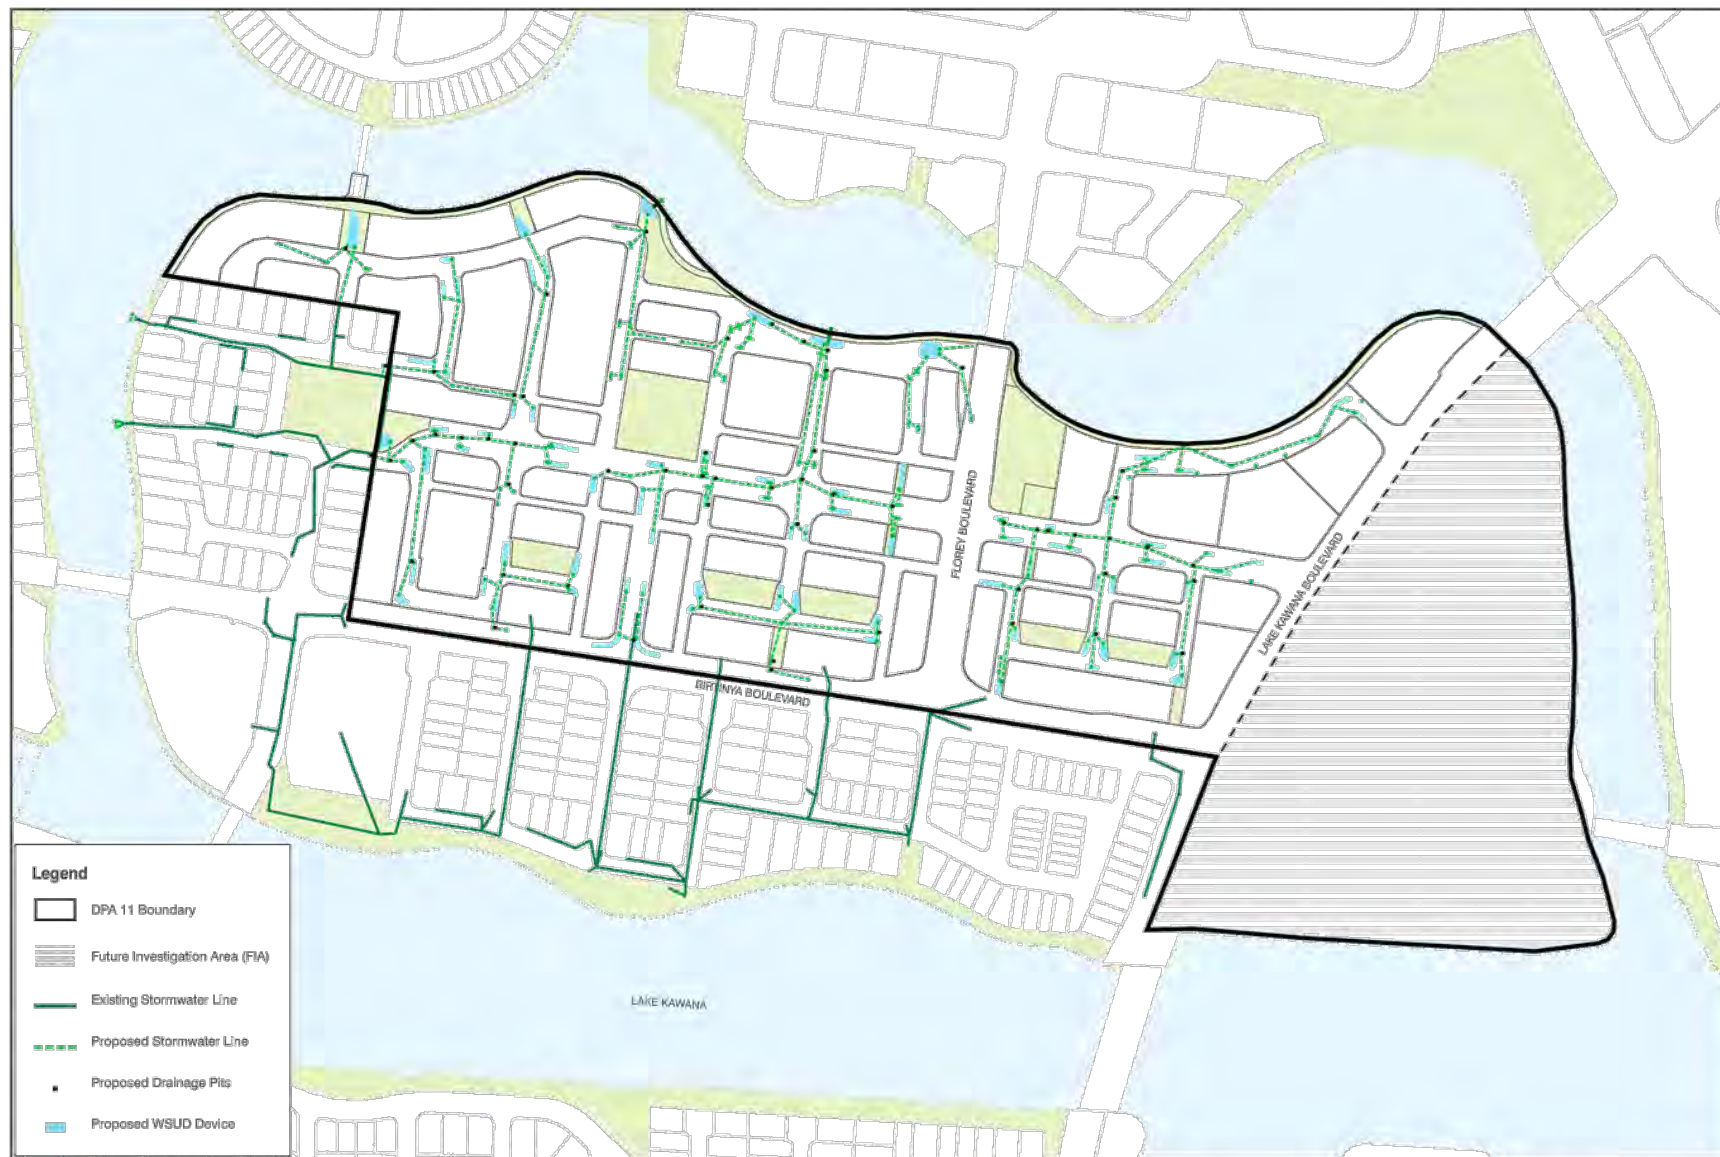 FLOREY BOULEVARD
LAKE KAWANA BOULEVARD
BIRTINYA BOULEVARD
LAKE KAWANA
Legend
DPA 11 Boundary
Future Investigation Area (FIA)
Existing Stormwater Line
Proposed Stormwater Line
Proposed Drainage Pits
Proposed WSUD Device